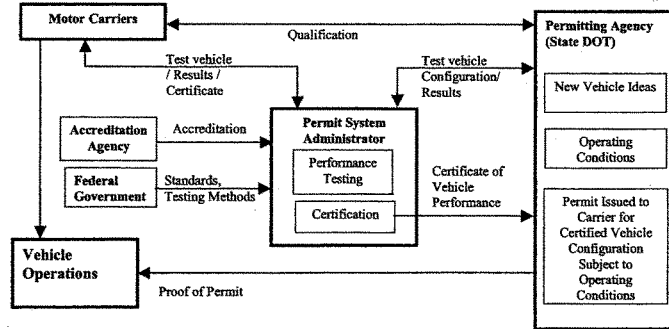 Motor Carriers
Qualification
Permitting Agency
(State DOT)
Test vehicle
/ Results /
Certificate
Test vehicle
Configuration/
Results
New Vehicle Ideas
Accreditation
Agency
Accreditation
Permit System
Administrator
Operating
Conditions
Performance
Testing
Federal
Government
Standards,
Testing Methods
Certificate of
Vehicle
Performance
Certification
Permit Issued to
Carrier for
Certified Vehicle
Configuration
Subject to
Operating
Conditions
Vehicle
Operations
Proof of Permit